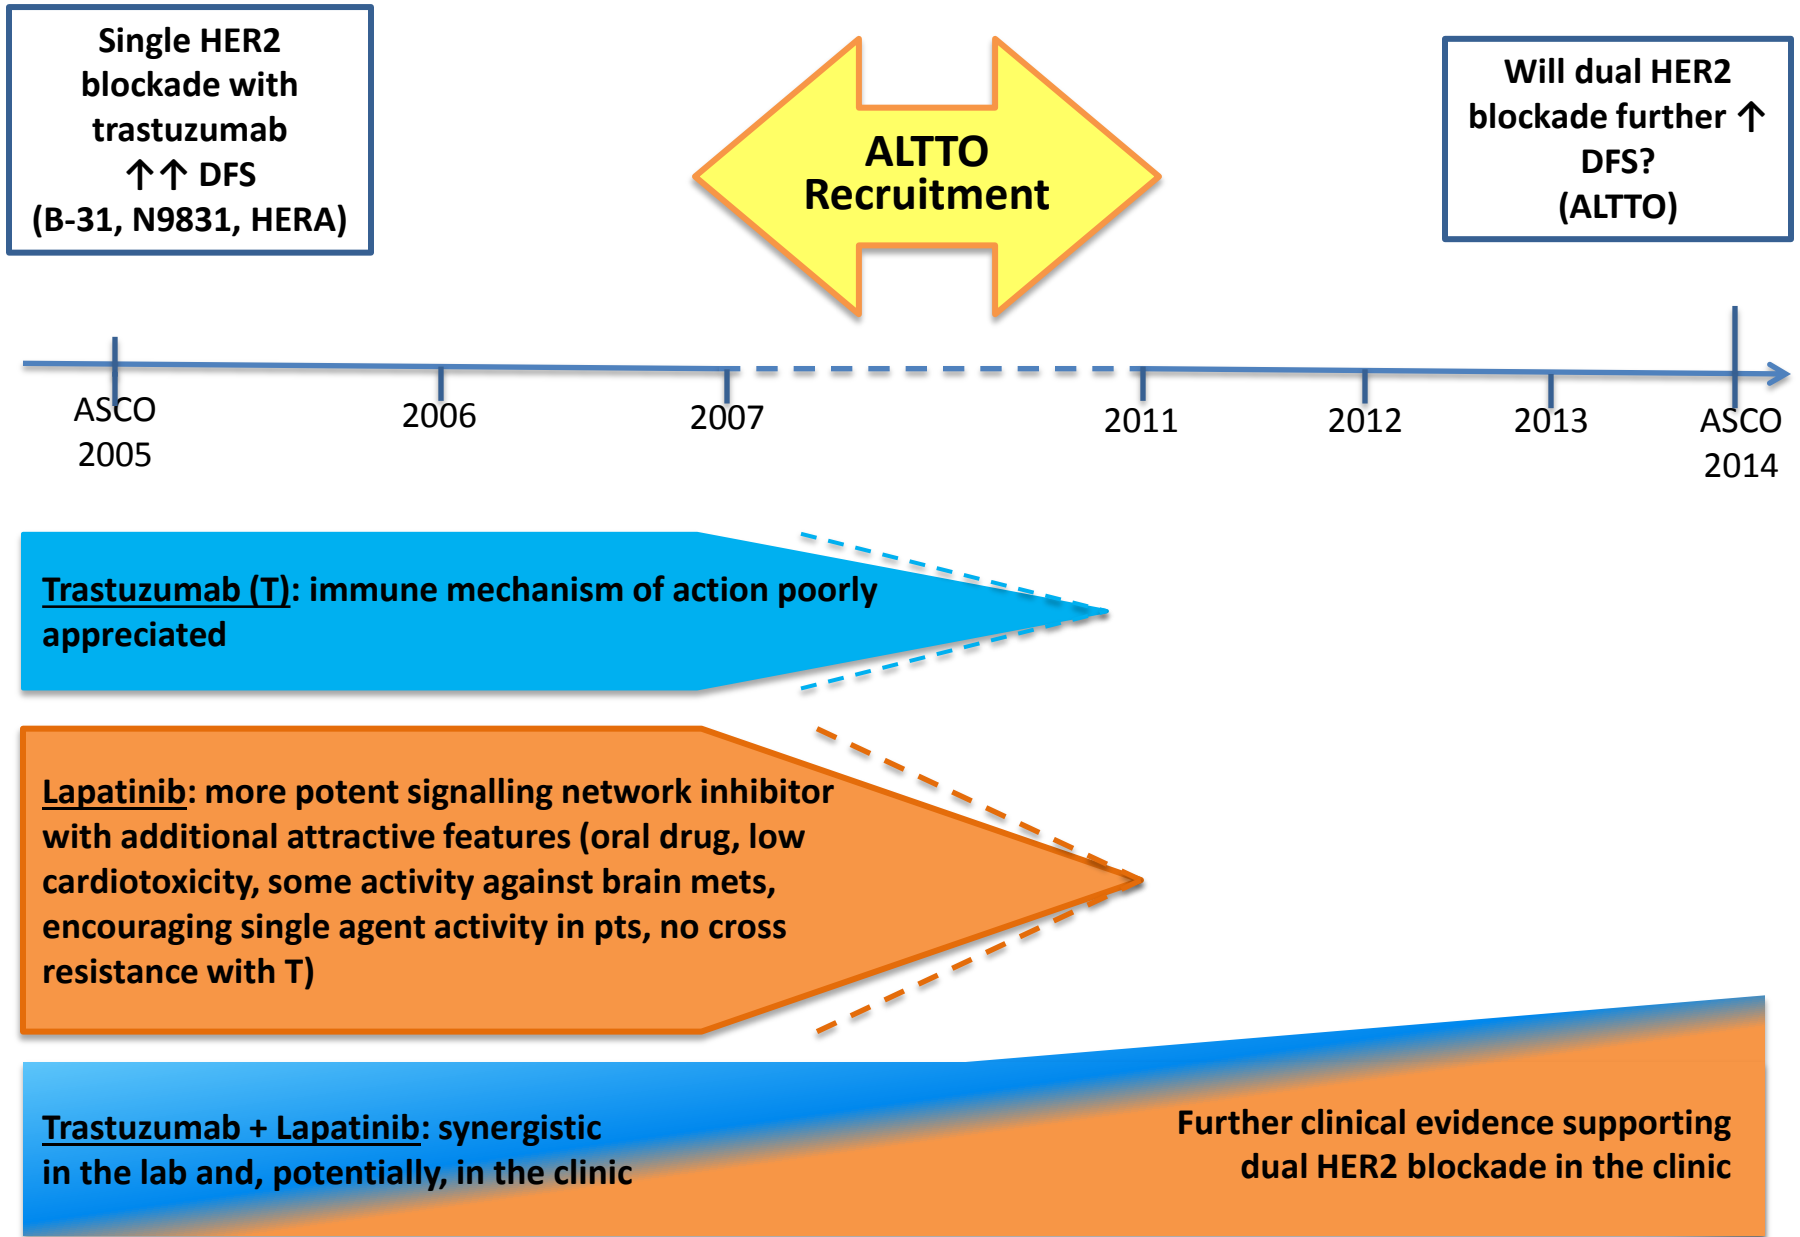 Single HER2
blockade with
trastuzumab
↑↑ DFS
(B-31, N9831, HERA)
ALTTO
Recruitment
Will dual HER2
blockade further ↑
DFS?
(ALTTO)
ASCO
2005
2006
2007
2011
2012
2013
ASCO
2014
Trastuzumab (T): immune mechanism of action poorly
appreciated
Lapatinib: more potent signalling network inhibitor
with additional attractive features (oral drug, low
cardiotoxicity, some activity against brain mets,
encouraging single agent activity in pts, no cross
resistance with T)
Trastuzumab + Lapatinib: synergistic
in the lab and, potentially, in the clinic
Further clinical evidence supporting
dual HER2 blockade in the clinic